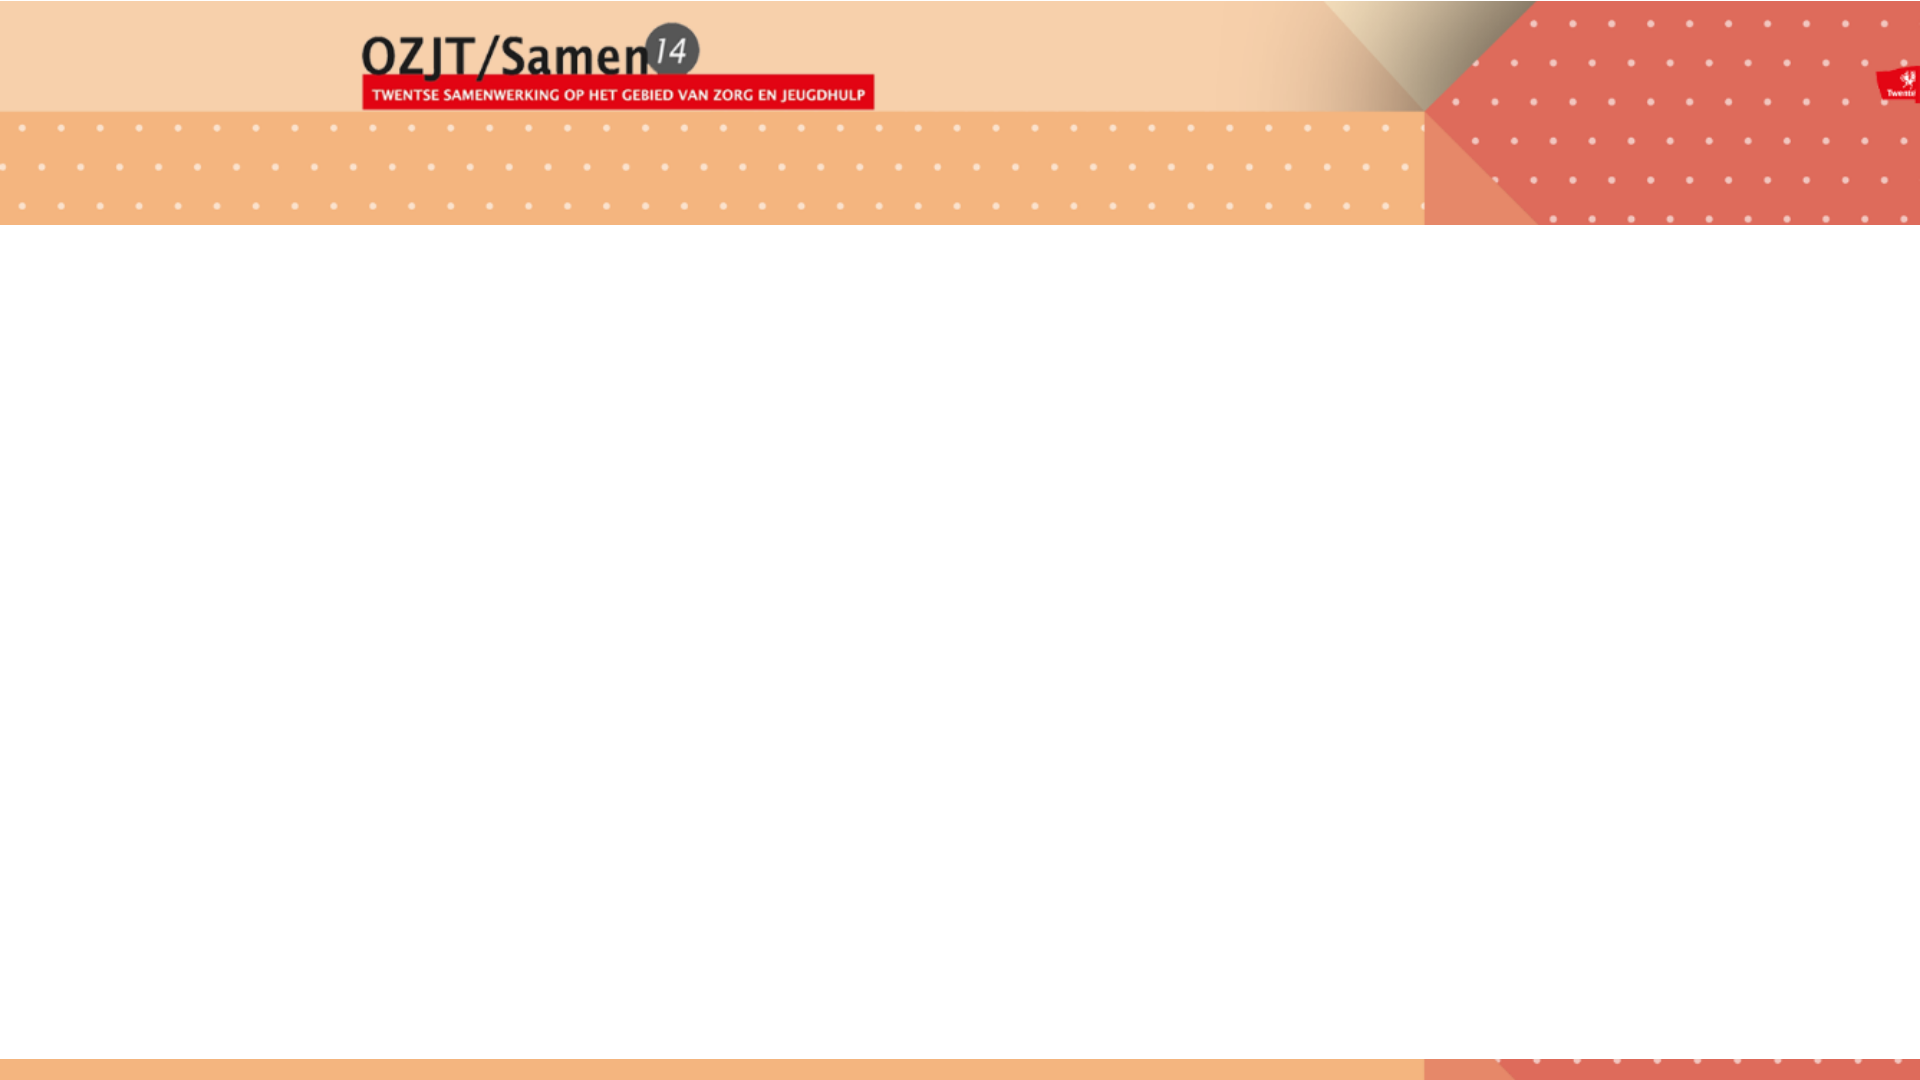 OZJT/Samen14
TWENTSE SAMENWERKING OP HET GEBIED VAN ZORG EN JEUGDHULP